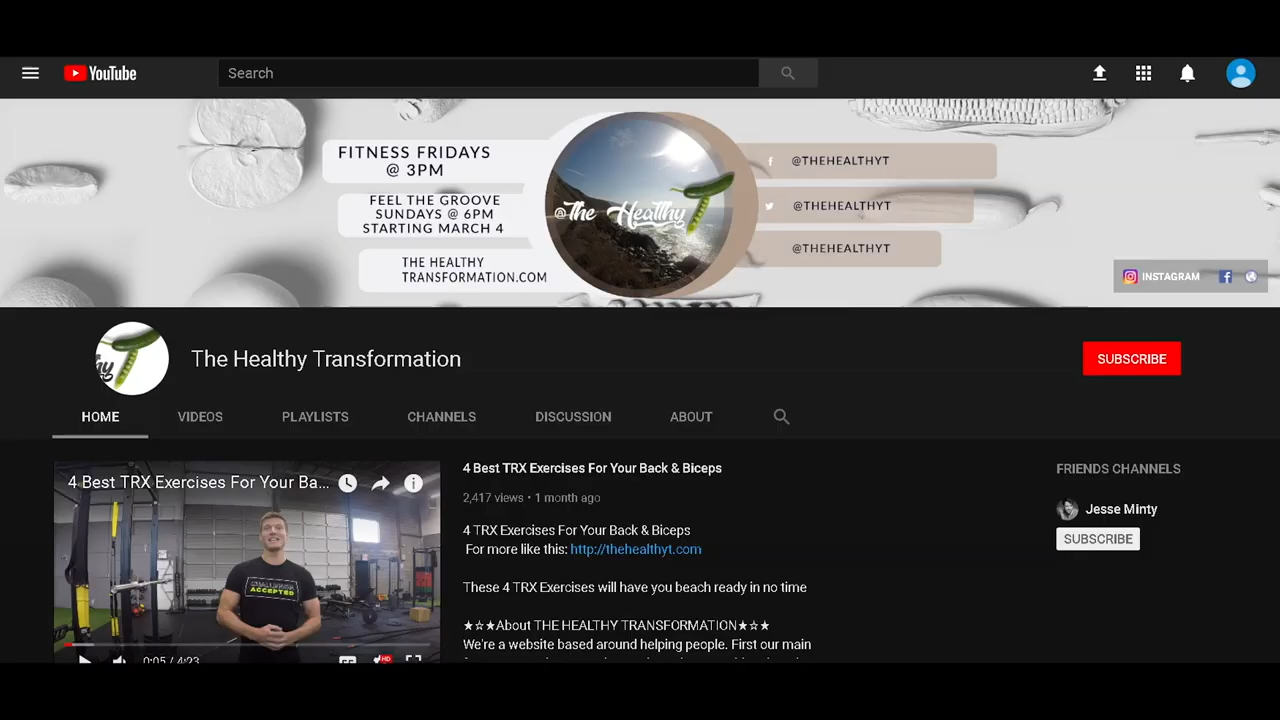 YouTube
Search
FITNESS FRIDAYS
@ 3PM
FEEL THE GROOVE
SUNDAYS @ 6PM
STARTING MARCH 4
THE HEALTHY
TRANSFORMATION.COM
@The Healthy T
@THEHEALTHYT
@THEHEALTHYT
@THEHEALTHYT
INSTAGRAM
hy T
The Healthy Transformation
SUBSCRIBE
HOME VIDEOS PLAYLISTS CHANNELS DISCUSSION ABOUT
4 Best TRX Exercises For Your Ba...
CHALLENGE
ACCEPTED
0:05 / 4:23
CC
HD
4 Best TRX Exercises For Your Back & Biceps
2,417 views • 1 month ago
4 TRX Exercises For Your Back & Biceps
For more like this: http://thehealthyt.com
These 4 TRX Exercises will have you beach ready in no time
★☆★About THE HEALTHY TRANSFORMATION★☆★
We're a website based around helping people. First our main
FRIENDS CHANNELS
Jesse Minty
SUBSCRIBE